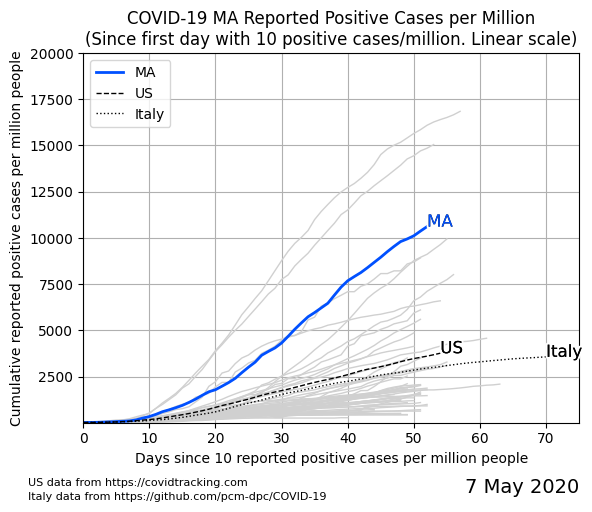 COVID-19 MA Reported Positive Cases per Million
(Since first day with 10 positive cases/million. Linear scale)
Cumulative reported positive cases per million people
20000
17500
15000
12500
10000
7500
5000
2500
MA
US
Italy
MA
US
Italy
0 10 20 30 40 50 60 70
Days since 10 reported positive cases per million people
US data from https://covidtracking.com
Italy data from https://github.com/pcm-dpc/COVID-19
7 May 2020